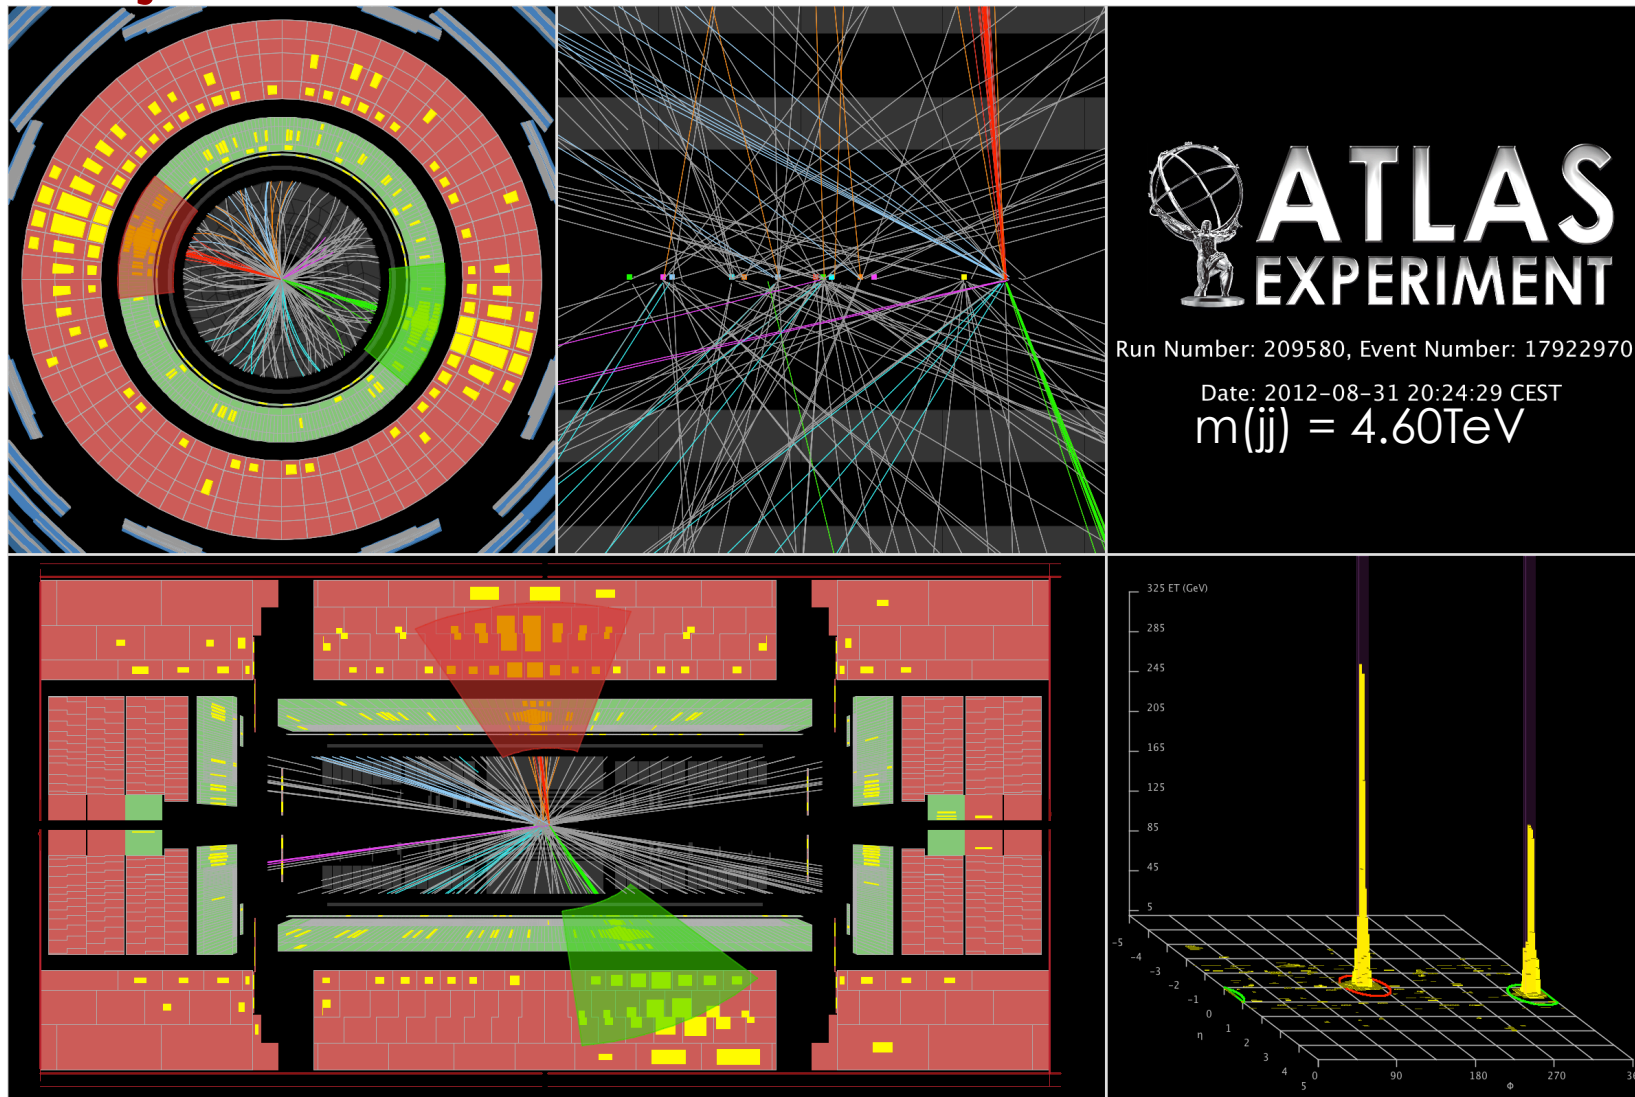 ATLAS
EXPERIMENT
Run Number: 209580, Event Number: 17922970
Date: 2012-08-31 20:24:29 CEST
m(jj) = 4.60TeV
325 ET (GeV)
285
245
205
165
125
85
45
5
-5
-4
-3
-2
-1
0
1
2
3
4
5
η
0 90 180 270
Φ